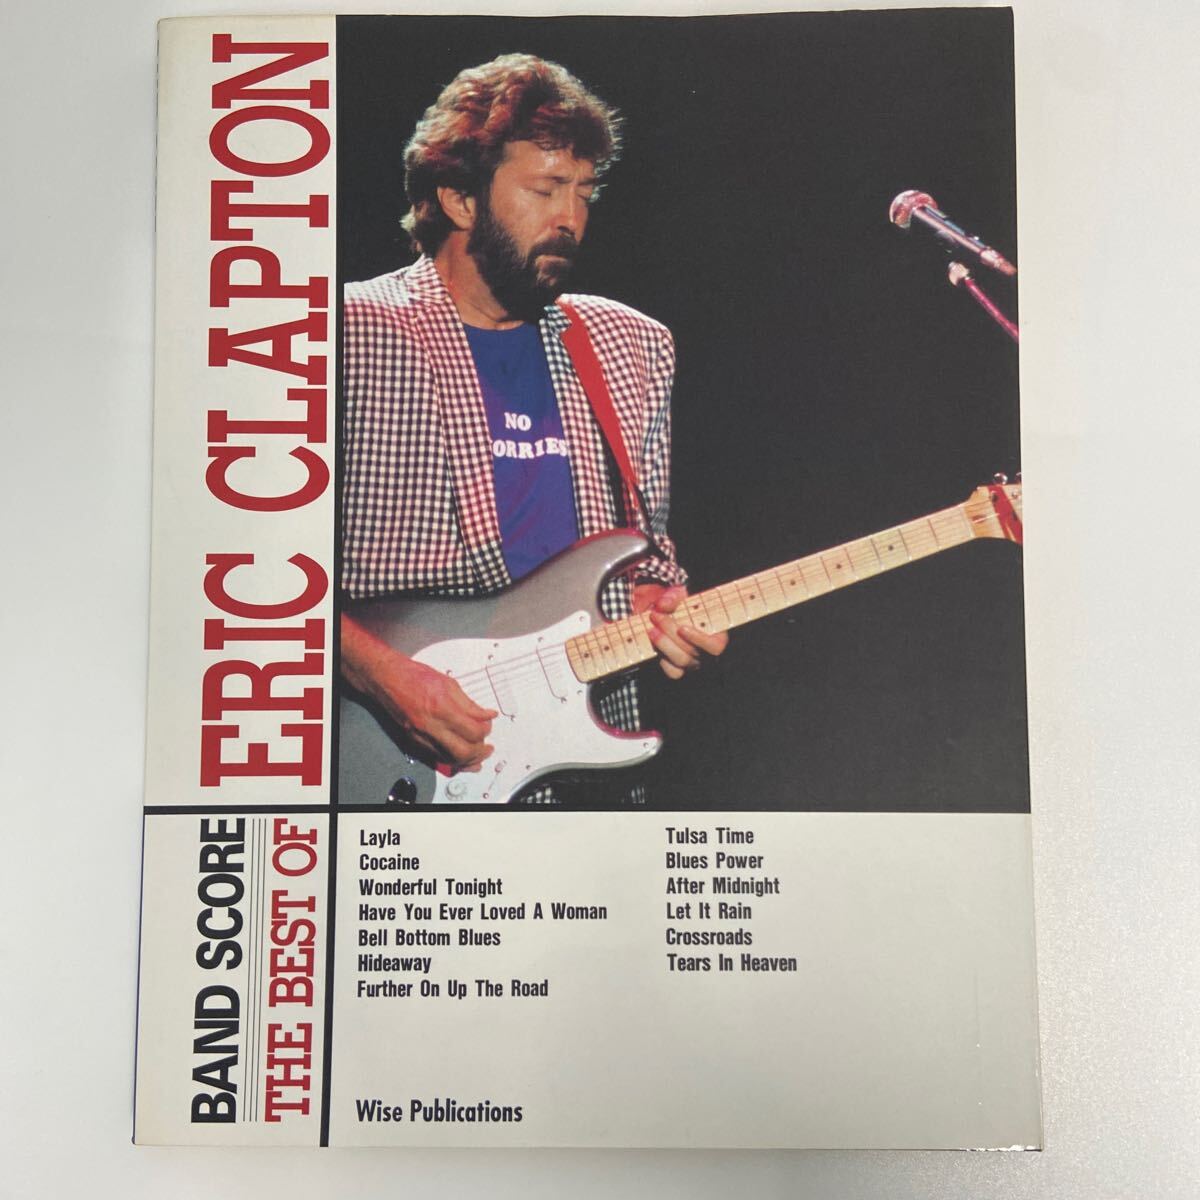 ERIC CLAPTON
BAND SCORE
THE BEST OF
NO
ORRIES
Layla
Cocaine
Wonderful Tonight
Have You Ever Loved A Woman
Bell Bottom Blues
Hideaway
Further On Up The Road
Tulsa Time
Blues Power
After Midnight
Let It Rain
Crossroads
Tears In Heaven
Wise Publications